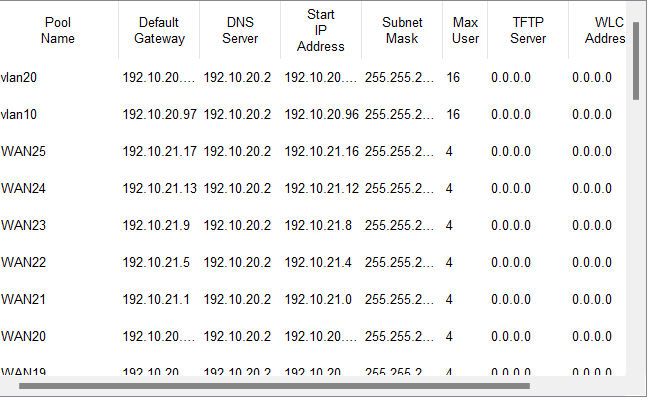 Pool Name Default Gateway DNS Server Start IP Address Subnet Mask Max User TFTP Server WLC Addres
vlan20 192.10.20.… 192.10.20.2 192.10.20.… 255.255.2… 16 0.0.0.0 0.0.0.0
vlan10 192.10.20.97 192.10.20.2 192.10.20.96 255.255.2… 16 0.0.0.0 0.0.0.0
WAN25 192.10.21.17 192.10.20.2 192.10.21.16 255.255.2… 4 0.0.0.0 0.0.0.0
WAN24 192.10.21.13 192.10.20.2 192.10.21.12 255.255.2… 4 0.0.0.0 0.0.0.0
WAN23 192.10.21.9 192.10.20.2 192.10.21.8 255.255.2… 4 0.0.0.0 0.0.0.0
WAN22 192.10.21.5 192.10.20.2 192.10.21.4 255.255.2… 4 0.0.0.0 0.0.0.0
WAN21 192.10.21.1 192.10.20.2 192.10.21.0 255.255.2… 4 0.0.0.0 0.0.0.0
WAN20 192.10.20.… 192.10.20.2 192.10.20.… 255.255.2… 4 0.0.0.0 0.0.0.0
WAN19 192.10.20.… 192.10.20.2 192.10.20.… 255.255.2… 4 0.0.0.0 0.0.0.0